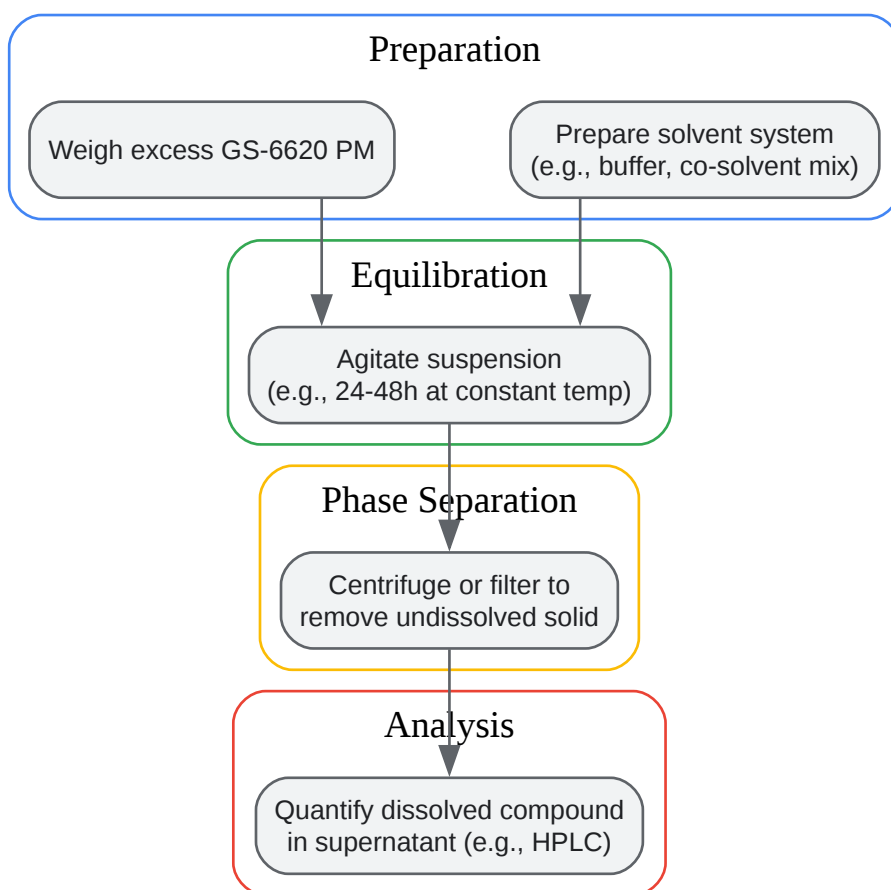 Preparation
Weigh excess GS-6620 PM
Prepare solvent system
(e.g., buffer, co-solvent mix)
Equilibration
Agitate suspension
(e.g., 24-48h at constant temp)
Phase Separation
Centrifuge or filter to
remove undissolved solid
Analysis
Quantify dissolved compound
in supernatant (e.g., HPLC)